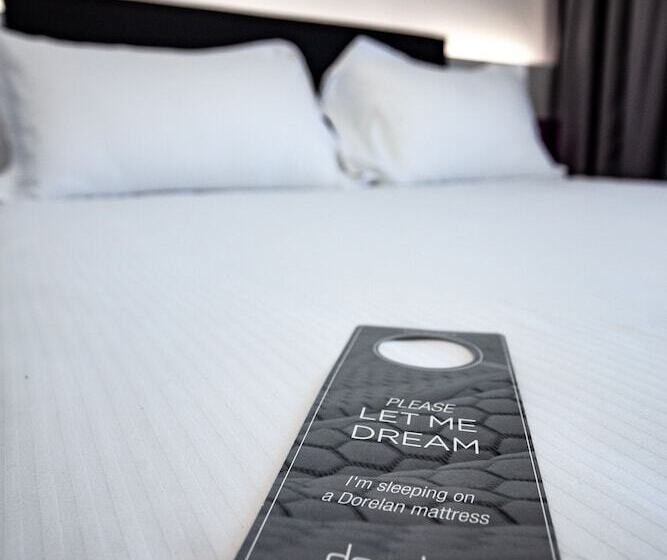 PLEASE
LET ME
DREAM
I'm sleeping on
a Dorelan mattress